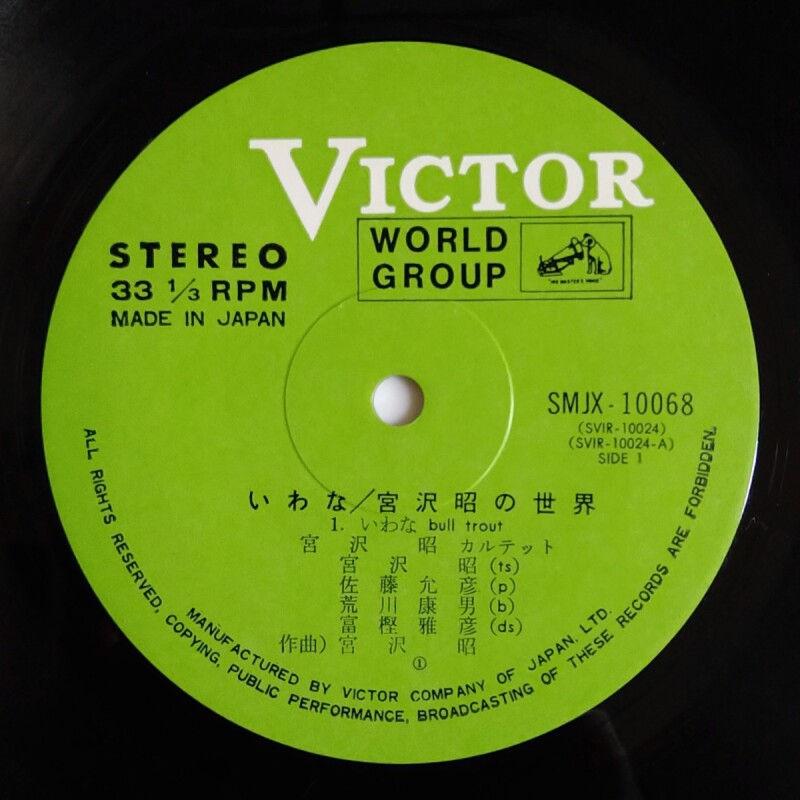 VICTOR
WORLD
GROUP
"HIS MASTER'S VOICE"
STEREO
33 1/3 RPM
MADE IN JAPAN
SMJX-10068
(SVIR-10024)
(SVIR-10024-A)
SIDE 1
いわな/宮沢昭の世界
1. いわな bull trout
宮沢昭カルテット
宮沢昭(ts)
佐藤允彦(p)
荒川康男(b)
富樫雅彦(ds)
作曲)宮沢昭
①
MANUFACTURED BY VICTOR COMPANY OF JAPAN, LTD.
ALL RIGHTS RESERVED, COPYING, PUBLIC PERFORMANCE, BROADCASTING OF THESE RECORDS ARE FORBIDDEN.